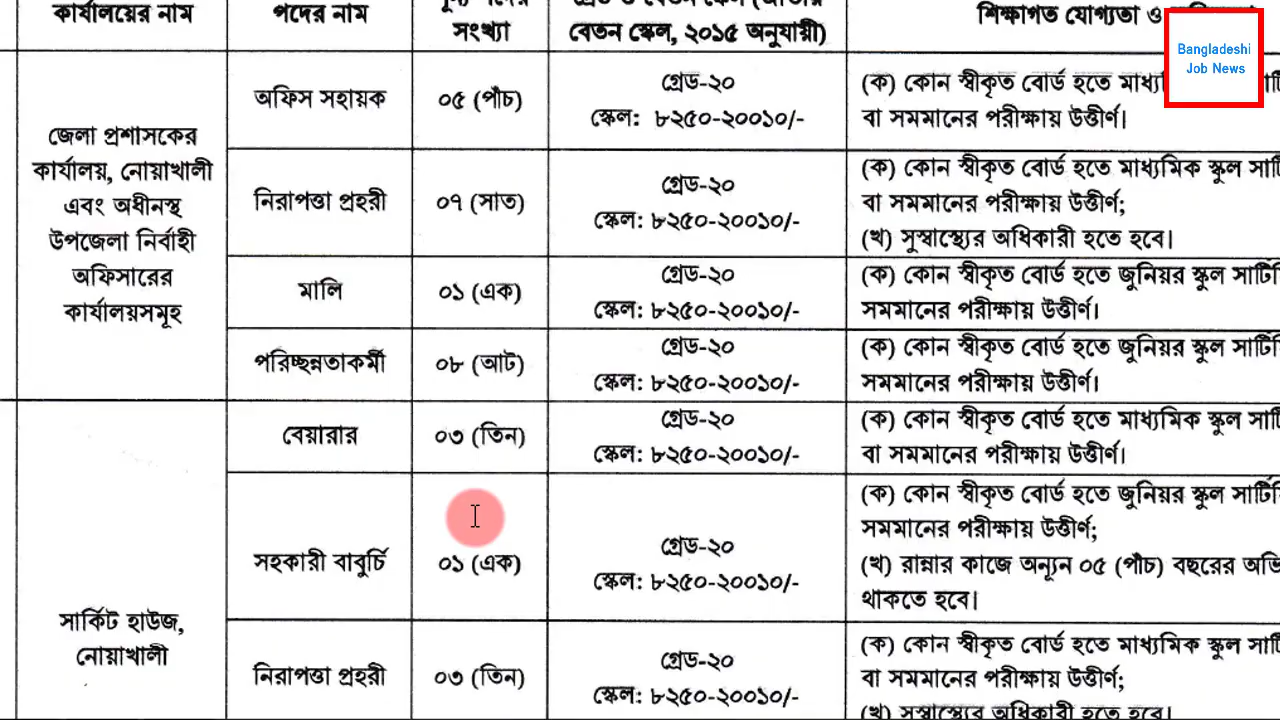 কার্যালয়ের নাম
পদের নাম
সংখ্যা
বেতন স্কেল, ২০১৫ অনুযায়ী)
শিক্ষাগত যোগ্যতা ও
Bangladeshi
Job News
জেলা প্রশাসকের
কার্যালয়, নোয়াখালী
এবং অধীনস্থ
উপজেলা নির্বাহী
অফিসারের
কার্যালয়সমূহ
অফিস সহায়ক
০৫ (পাঁচ)
গ্রেড-২০
স্কেল: ৮২৫০-২০০১০/-
(ক) কোন স্বীকৃত বোর্ড হতে
বা সমমানের পরীক্ষায় উত্তীর্ণ।
নিরাপত্তা প্রহরী
০৭ (সাত)
গ্রেড-২০
স্কেল: ৮২৫০-২০০১০/-
(ক) কোন স্বীকৃত বোর্ড হতে মাধ্যমিক স্কুল
বা সমমানের পরীক্ষায় উত্তীর্ণ;
(খ) সুস্বাস্থ্যের অধিকারী হতে হবে।
মালি
০১ (এক)
গ্রেড-২০
স্কেল: ৮২৫০-২০০১০/-
(ক) কোন স্বীকৃত বোর্ড হতে জুনিয়র স্কুল
সমমানের পরীক্ষায় উত্তীর্ণ।
পরিচ্ছন্নতাকর্মী
০৮ (আট)
গ্রেড-২০
স্কেল: ৮২৫০-২০০১০/-
(ক) কোন স্বীকৃত বোর্ড হতে জুনিয়র স্কুল
সমমানের পরীক্ষায় উত্তীর্ণ।
সার্কিট হাউজ,
নোয়াখালী
বেয়ারার
০৩ (তিন)
গ্রেড-২০
স্কেল: ৮২৫০-২০০১০/-
(ক) কোন স্বীকৃত বোর্ড হতে মাধ্যমিক স্কুল
বা সমমানের পরীক্ষায় উত্তীর্ণ।
সহকারী বাবুর্চি
০১ (এক)
গ্রেড-২০
স্কেল: ৮২৫০-২০০১০/-
(ক) কোন স্বীকৃত বোর্ড হতে জুনিয়র স্কুল
সমমানের পরীক্ষায় উত্তীর্ণ;
(খ) রান্নার কাজে অন্যূন ০৫ (পাঁচ) বছরের
থাকতে হবে।
নিরাপত্তা প্রহরী
০৩ (তিন)
গ্রেড-২০
স্কেল: ৮২৫০-২০০১০/-
(ক) কোন স্বীকৃত বোর্ড হতে মাধ্যমিক স্কুল
বা সমমানের পরীক্ষায় উত্তীর্ণ;
(খ) সুস্বাস্থ্যের অধিকারী হতে হবে।